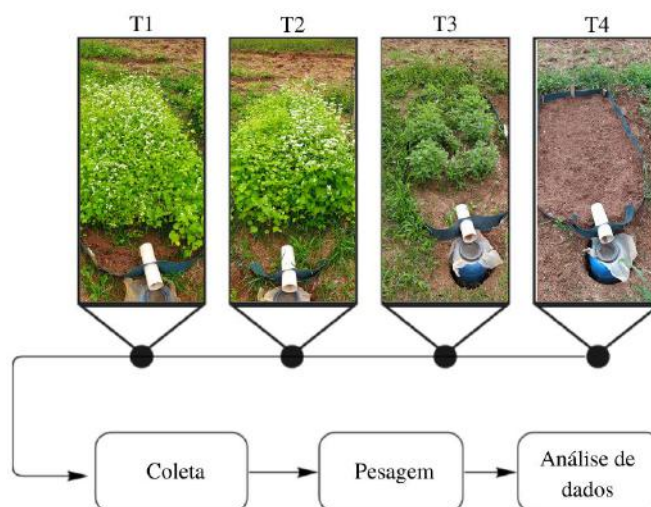 T1
T2
T3
T4
Coleta
Pesagem
Análise de
dados